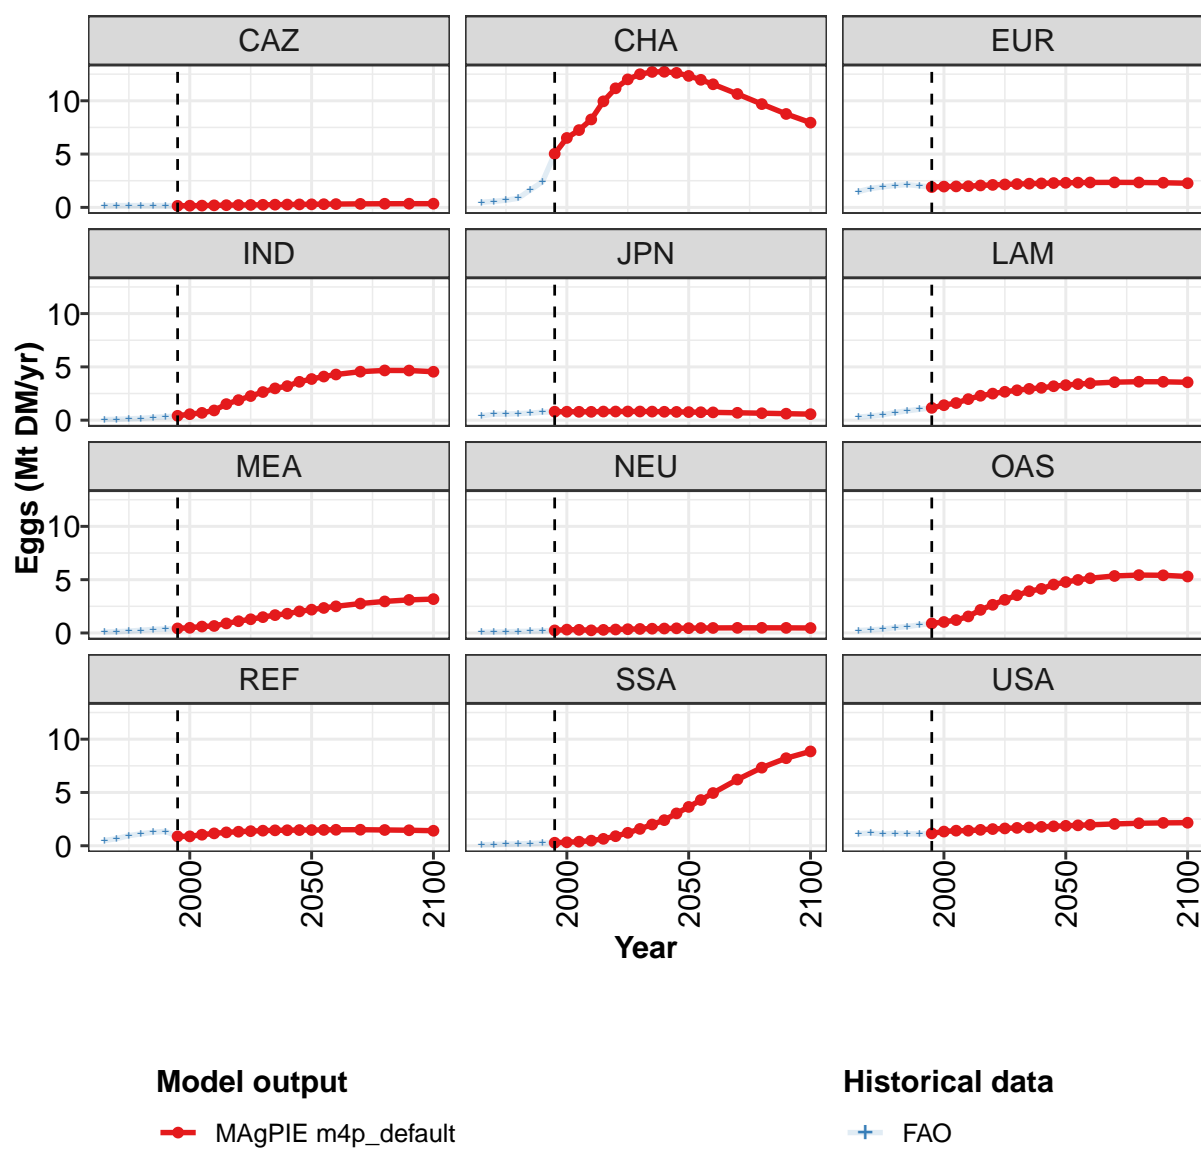 CAZ CHA EUR
10
5
0
IND JPN LAM
10
5
0
MEA NEU OAS
10
5
0
REF SSA USA
10
5
0
2000 2050 2100 2000 2050 2100 2000 2050 2100
Eggs (Mt DM/yr)
Year
Model output Historical data
MAgPIE m4p_default FAO